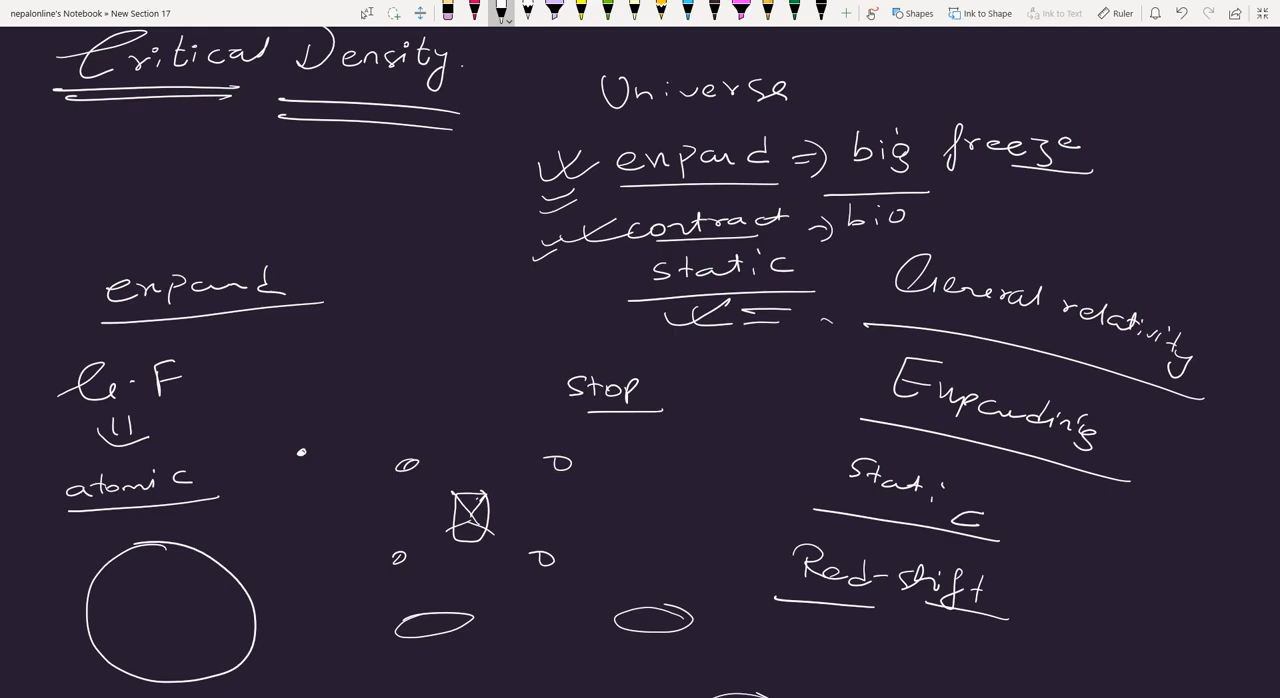 nepalonline's Notebook » New Section 17
Shapes Ink to Shape Ink to Text Ruler
Critical Density.
Universe
expand ⇒ big freeze
contract ⇒
static
General relativity
expand
G.F
stop
Expanding
atomic
static
Red-shift